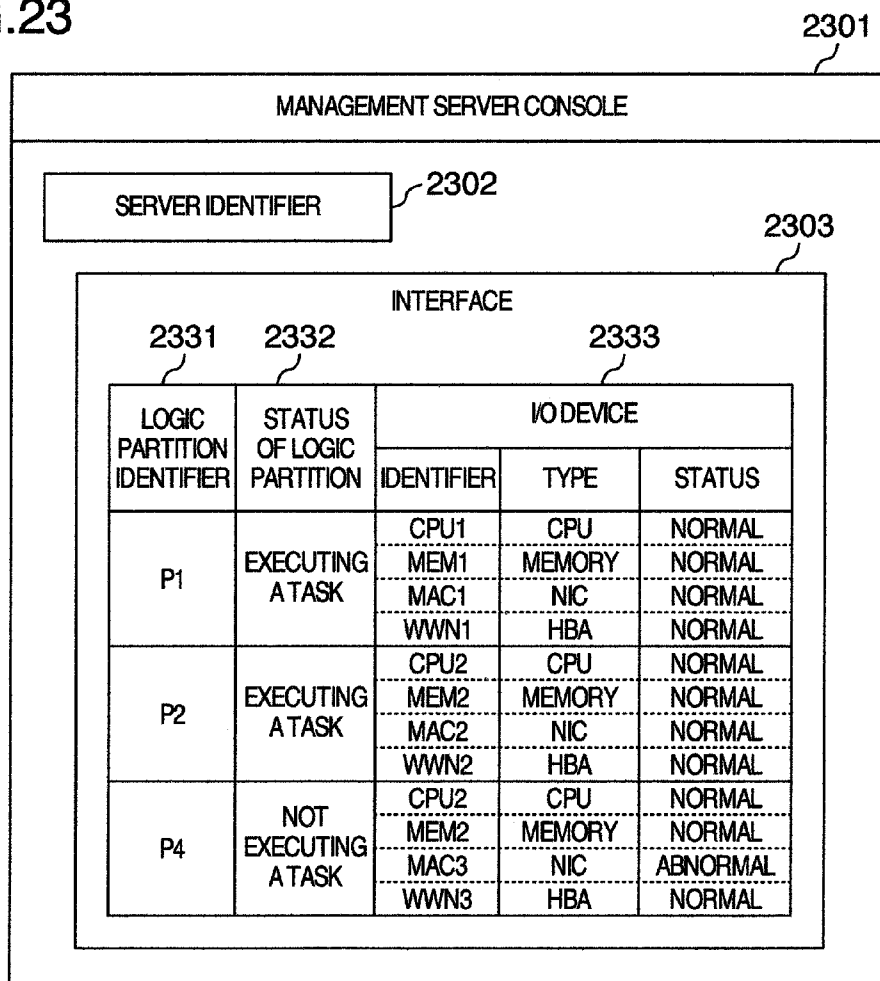 .23
2301
MANAGEMENT SERVER CONSOLE
SERVER IDENTIFIER
2302
2303
INTERFACE
2331 2332 2333
LOGIC
PARTITION
IDENTIFIER
STATUS
OF LOGIC
PARTITION
I/O DEVICE
IDENTIFIER TYPE STATUS
P1
EXECUTING
A TASK
CPU1 CPU NORMAL
MEM1 MEMORY NORMAL
MAC1 NIC NORMAL
WWN1 HBA NORMAL
P2
EXECUTING
A TASK
CPU2 CPU NORMAL
MEM2 MEMORY NORMAL
MAC2 NIC NORMAL
WWN2 HBA NORMAL
P4
NOT
EXECUTING
A TASK
CPU2 CPU NORMAL
MEM2 MEMORY NORMAL
MAC3 NIC ABNORMAL
WWN3 HBA NORMAL